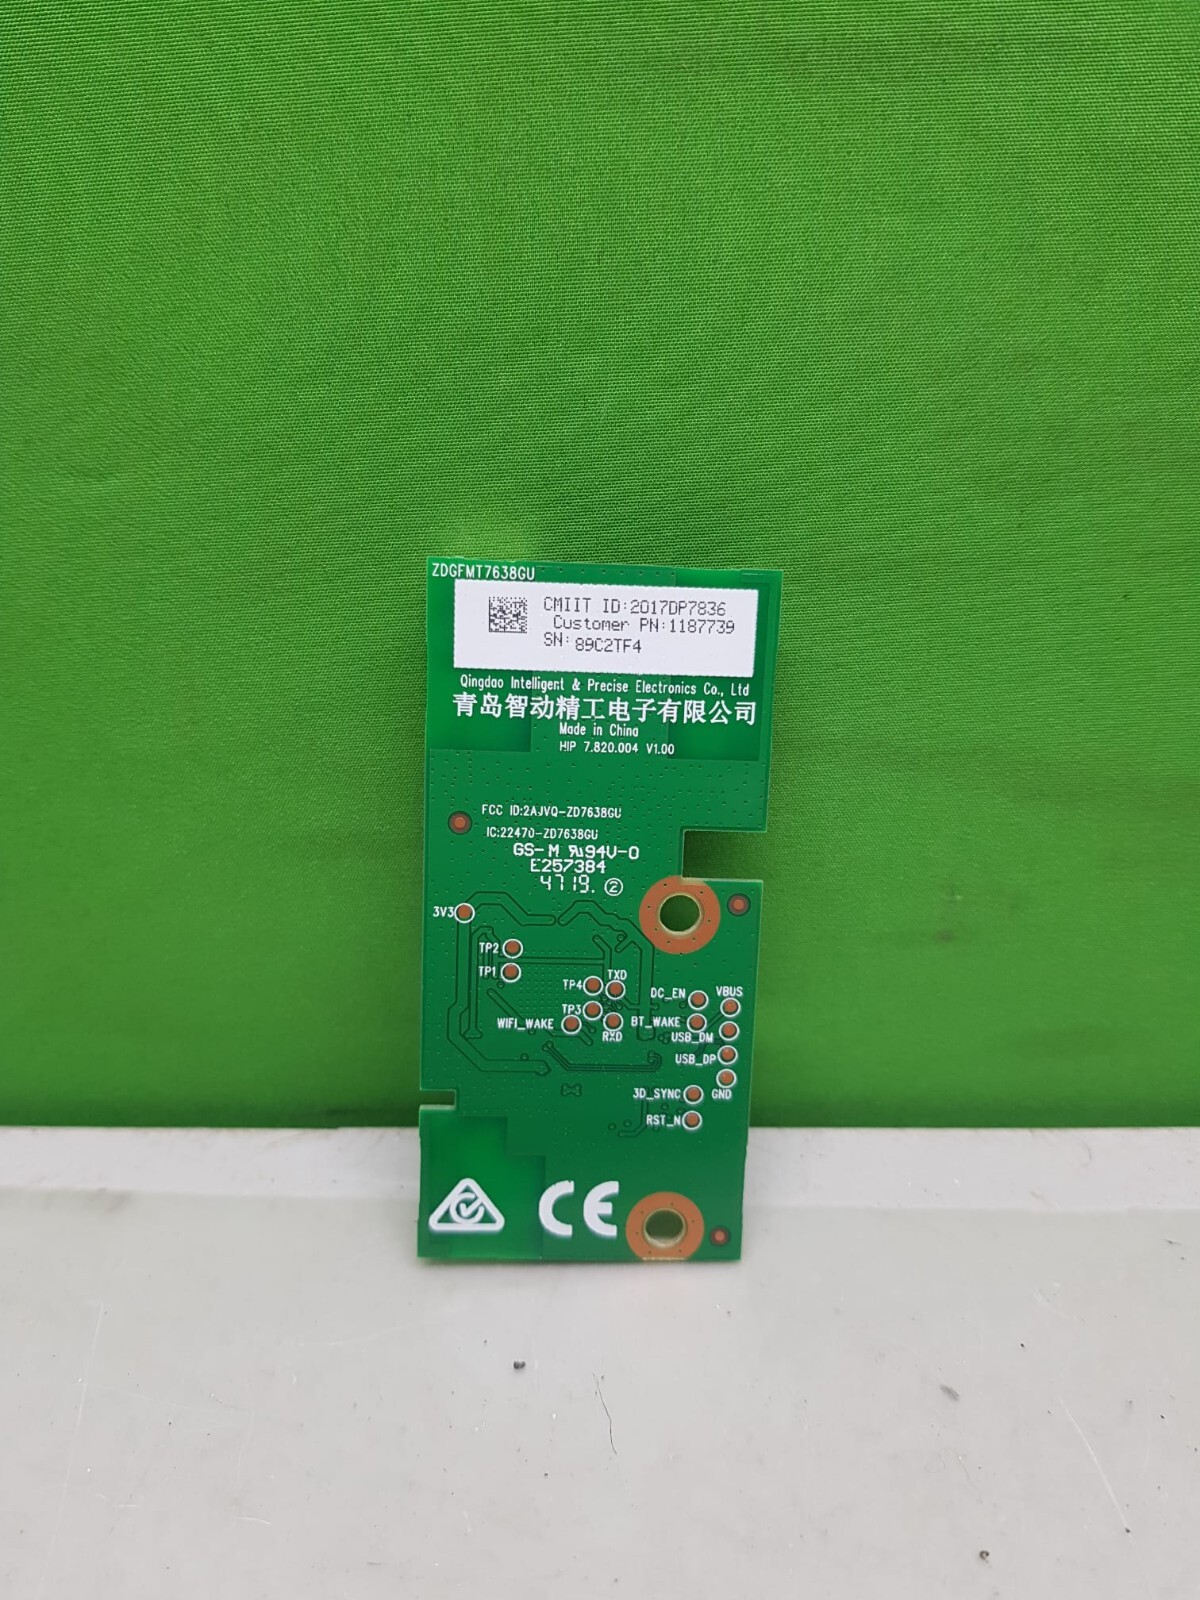 ZDGFMT7638GU
CMIIT ID:2017DP7836
Customer PN:1187739
SN:89C2TF4
Qingdao Intelligent & Precise Electronics Co., Ltd
青岛智动精工电子有限公司
Made in China
HIP 7.820.004 V1.00
FCC ID:2AJVQ-ZD7638GU
IC:22470-ZD7638GU
GS-M 94V-0
E257384
4719. ②
3V3
TP2
TP1
TP4 TXD
TP3
WIFI_WAKE
RXD
DC_EN VBUS
BT_WAKE
USB_DM
USB_DP
3D_SYNC GND
RST_N
CE